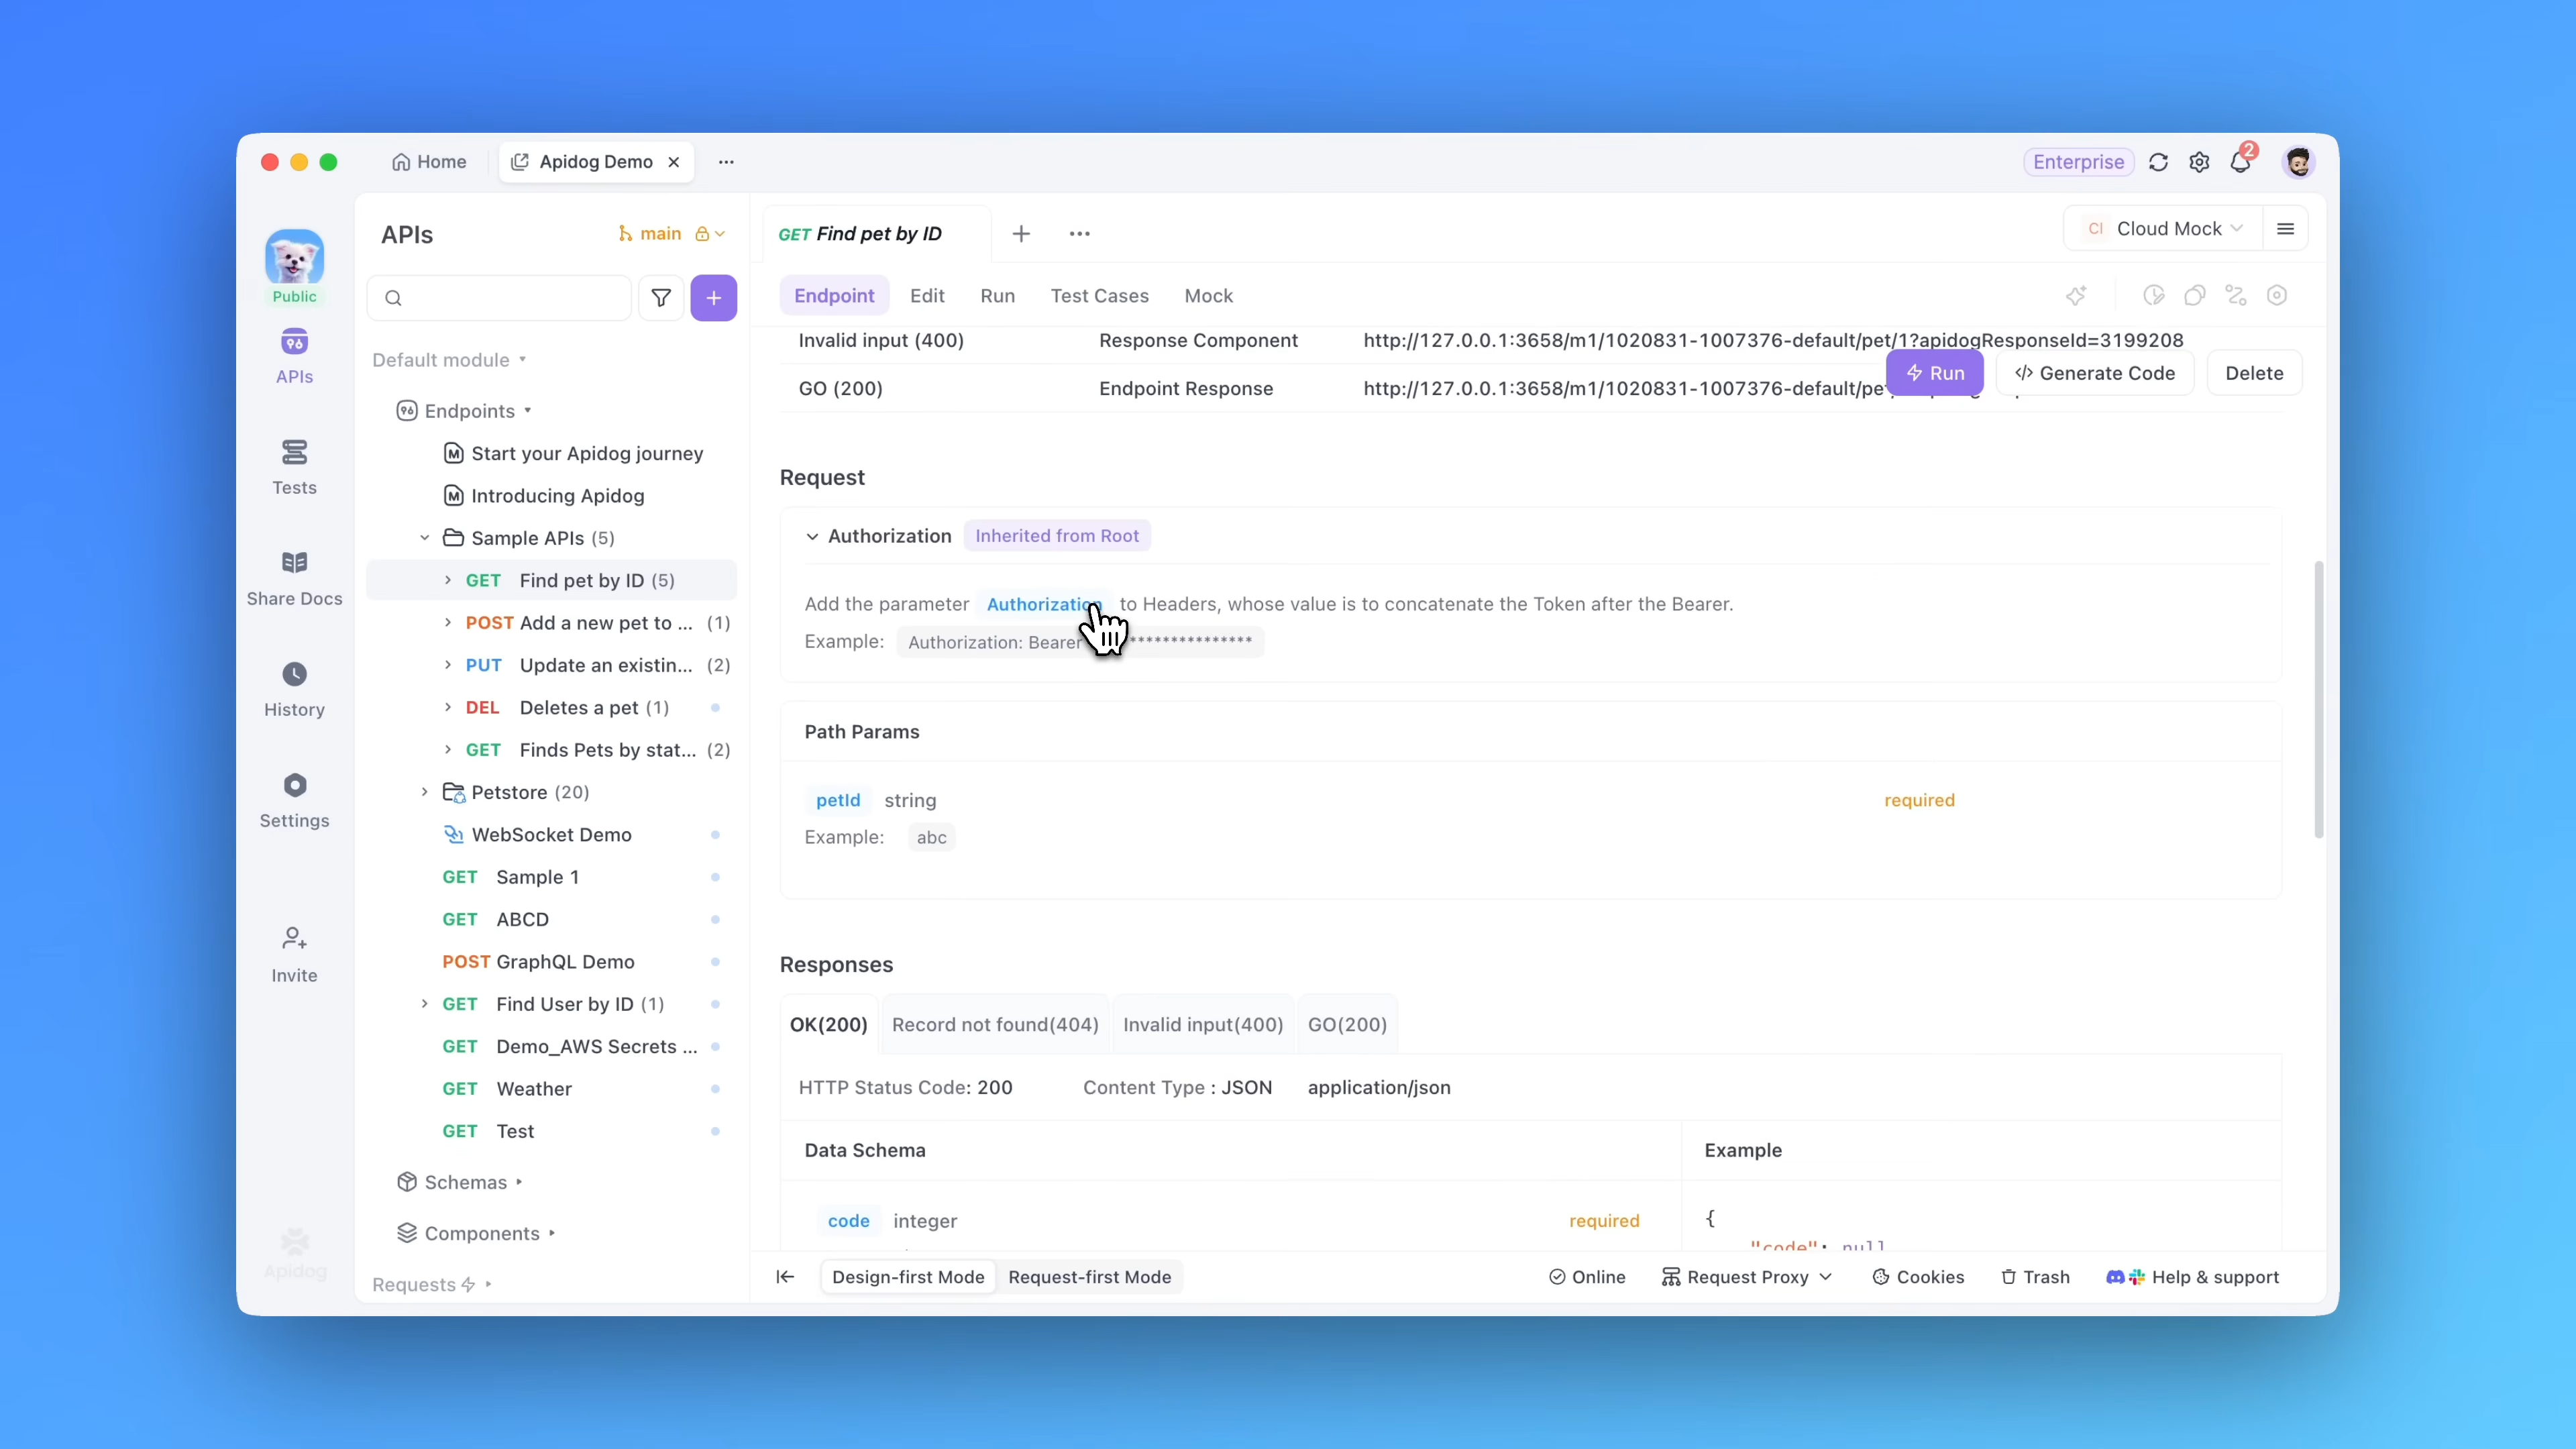 Home
Apidog Demo
Enterprise
2
Public
APIs
Tests
Share Docs
History
Settings
Invite
Apidog
APIs
main
Default module
Endpoints
Start your Apidog journey
Introducing Apidog
Sample APIs (5)
GET Find pet by ID (5)
POST Add a new pet to ... (1)
PUT Update an existin... (2)
DEL Deletes a pet (1)
GET Finds Pets by stat... (2)
Petstore (20)
WebSocket Demo
GET Sample 1
GET ABCD
POST GraphQL Demo
GET Find User by ID (1)
GET Demo_AWS Secrets ...
GET Weather
GET Test
Schemas
Components
Requests
GET Find pet by ID
CI Cloud Mock
Endpoint Edit Run Test Cases Mock
Invalid input (400) Response Component http://127.0.0.1:3658/m1/1020831-1007376-default/pet/1?apidogResponseId=3199208
GO (200) Endpoint Response http://127.0.0.1:3658/m1/1020831-1007376-default/pe
Run </> Generate Code Delete
Request
Authorization Inherited from Root
Add the parameter Authorization to Headers, whose value is to concatenate the Token after the Bearer.
Example: Authorization: Bearer ***************
Path Params
petId string required
Example: abc
Responses
OK(200) Record not found(404) Invalid input(400) GO(200)
HTTP Status Code: 200 Content Type : JSON application/json
Data Schema Example
code integer required {
"code": null
Design-first Mode Request-first Mode Online Request Proxy Cookies Trash Help & support